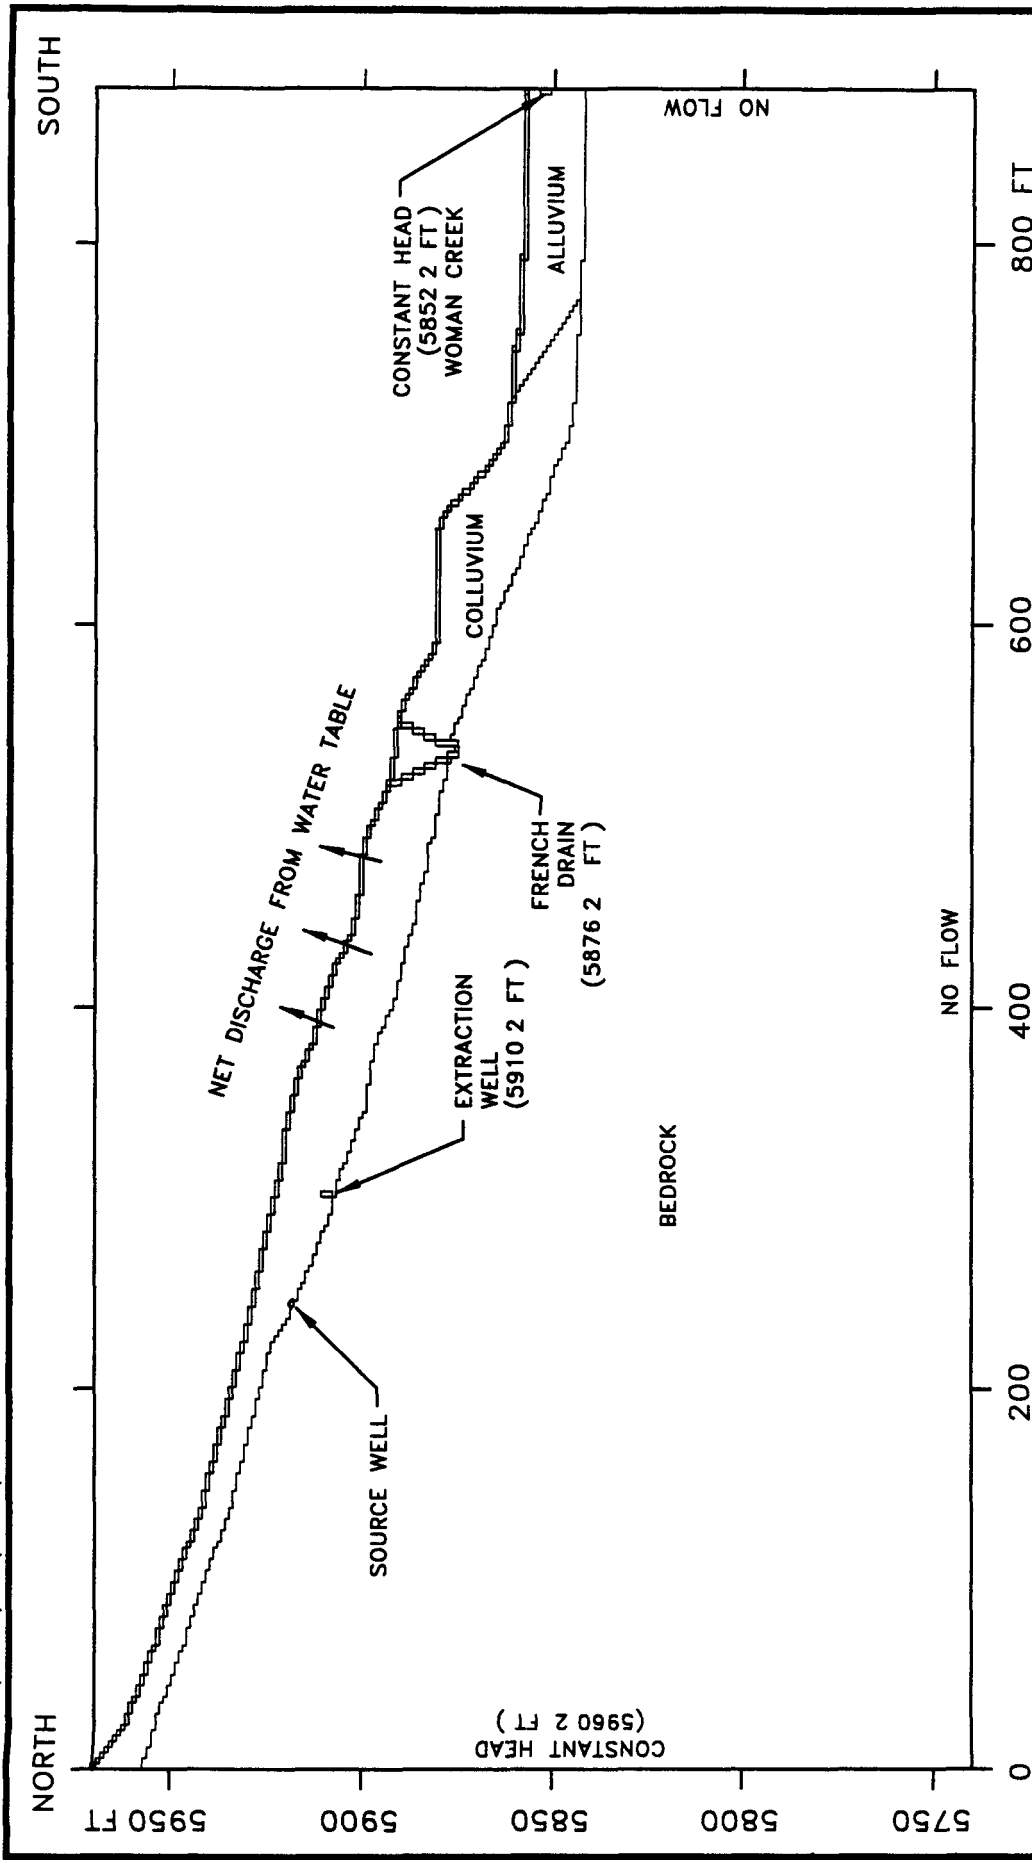 NORTH
SOUTH
NET DISCHARGE FROM WATER TABLE
CONSTANT HEAD
(5852 2 FT )
WOMAN CREEK
ALLUVIUM
COLLUVIUM
NO FLOW
SOURCE WELL
EXTRACTION
WELL
(5910 2 FT )
FRENCH
DRAIN
(5876 2 FT )
CONSTANT HEAD
(5960 2 FT )
BEDROCK
NO FLOW
5950 FT
5900
5850
5800
5750
0
200
400
600
800 FT